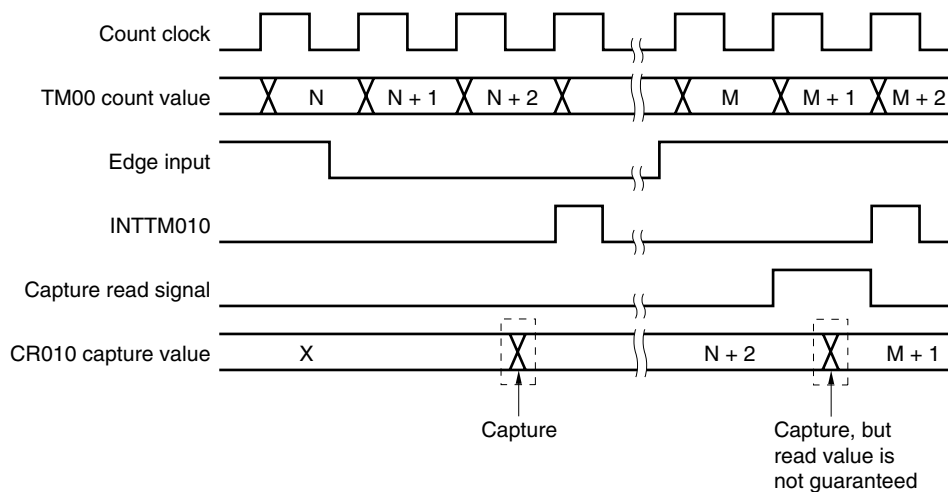 Count clock
TM00 count value
N
N + 1
N + 2
M
M + 1
M + 2
Edge input
INTTM010
Capture read signal
CR010 capture value
X
N + 2
M + 1
Capture
Capture, but
read value is
not guaranteed